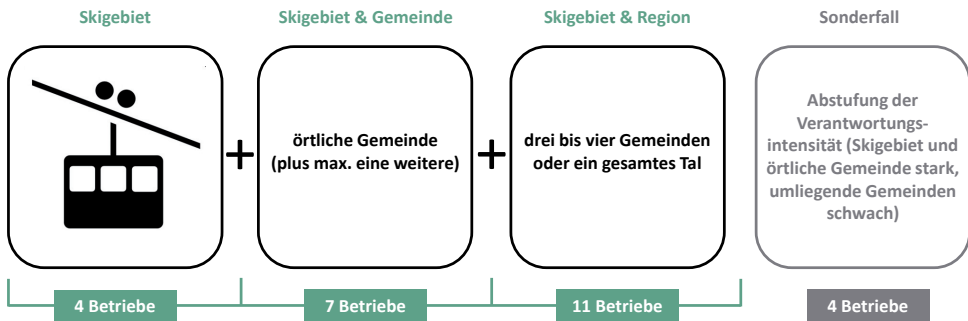 Skigebiet
Skigebiet & Gemeinde
Skigebiet & Region
Sonderfall
+
örtliche Gemeinde
(plus max. eine weitere)
+
drei bis vier Gemeinden
oder ein gesamtes Tal
Abstufung der
Verantwortungs-
intensität (Skigebiet und
örtliche Gemeinde stark,
umliegende Gemeinden
schwach)
4 Betriebe
7 Betriebe
11 Betriebe
4 Betriebe